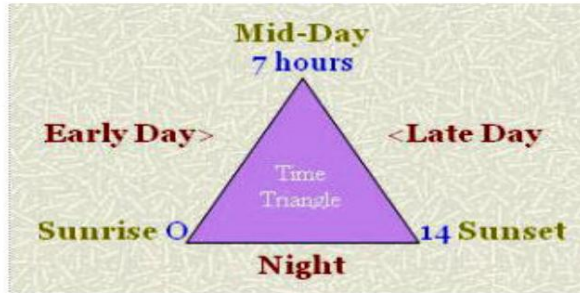 Mid-Day
7 hours
Early Day> <Late Day
Time
Triangle
Sunrise O 14 Sunset
Night